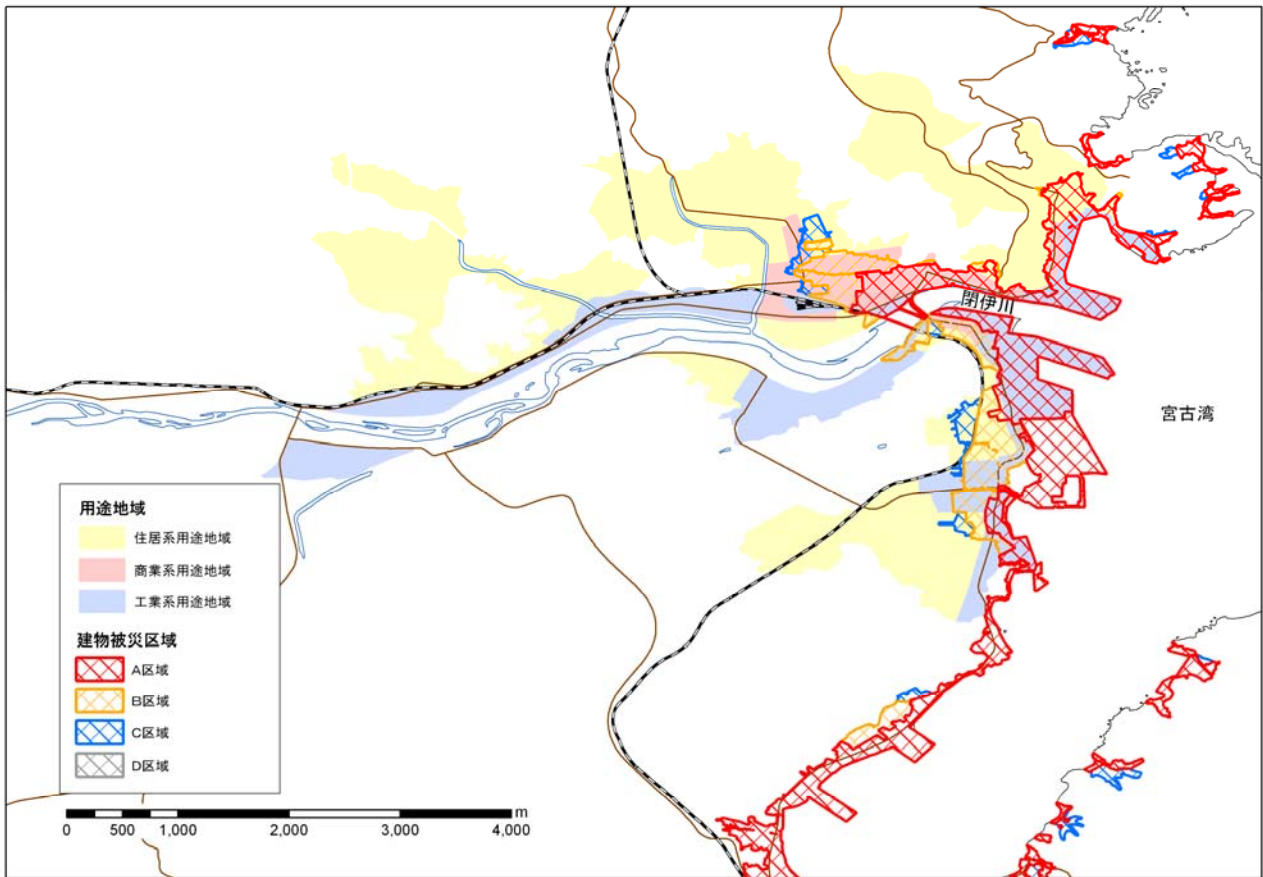 閉伊川
宮古湾
用途地域
住居系用途地域
商業系用途地域
工業系用途地域
建物被災区域
A区域
B区域
C区域
D区域
m
0 500 1,000 2,000 3,000 4,000